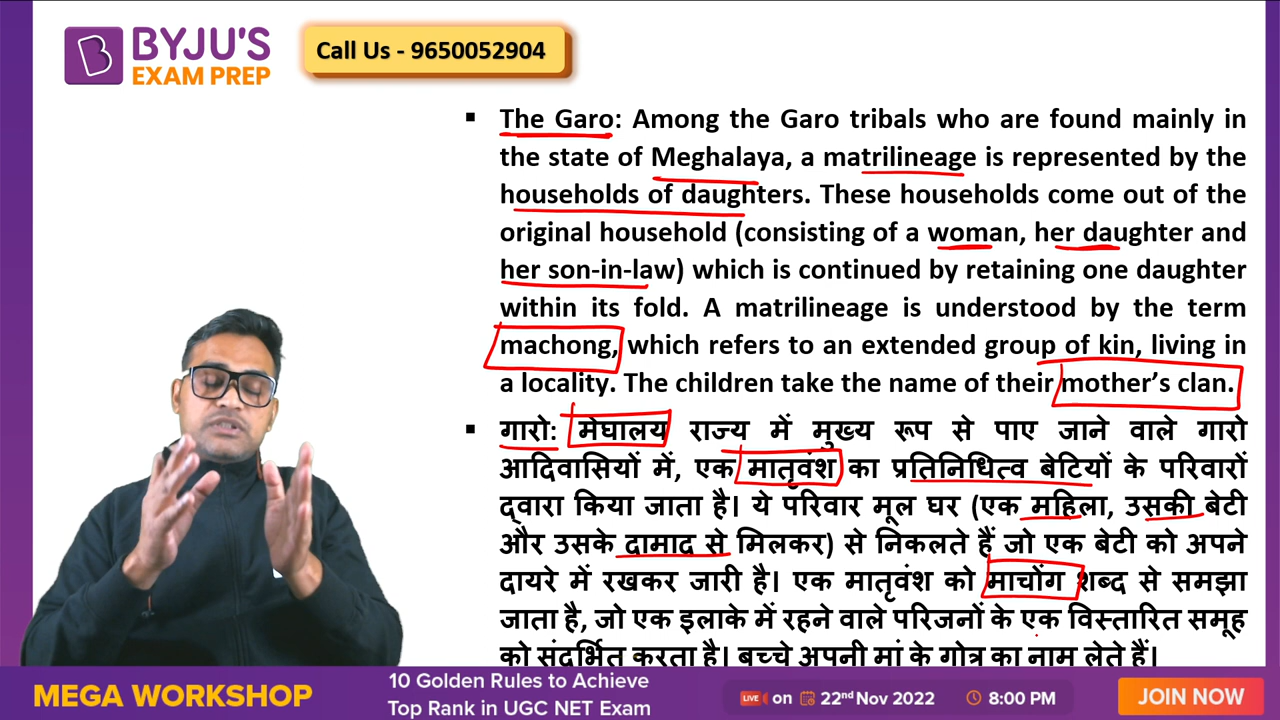 BYJU'S
EXAM PREP
Call Us - 9650052904
▪ The Garo: Among the Garo tribals who are found mainly in
the state of Meghalaya, a matrilineage is represented by the
households of daughters. These households come out of the
original household (consisting of a woman, her daughter and
her son-in-law) which is continued by retaining one daughter
within its fold. A matrilineage is understood by the term
machong, which refers to an extended group of kin, living in
a locality. The children take the name of their mother’s clan.
▪ गारो: मेघालय राज्य में मुख्य रूप से पाए जाने वाले गारो
आदिवासियों में, एक मातृवंश का प्रतिनिधित्व बेटियों के परिवारों
द्वारा किया जाता है। ये परिवार मूल घर (एक महिला, उसकी बेटी
और उसके दामाद से मिलकर) से निकलते हैं जो एक बेटी को अपने
दायरे में रखकर जारी है। एक मातृवंश को माचोंग शब्द से समझा
जाता है, जो एक इलाके में रहने वाले परिजनों के एक विस्तारित समूह
को संदर्भित करता है। बच्चे अपनी मां के गोत्र का नाम लेते हैं।
MEGA WORKSHOP
10 Golden Rules to Achieve
Top Rank in UGC NET Exam
LIVE on 22nd Nov 2022 8:00 PM
JOIN NOW